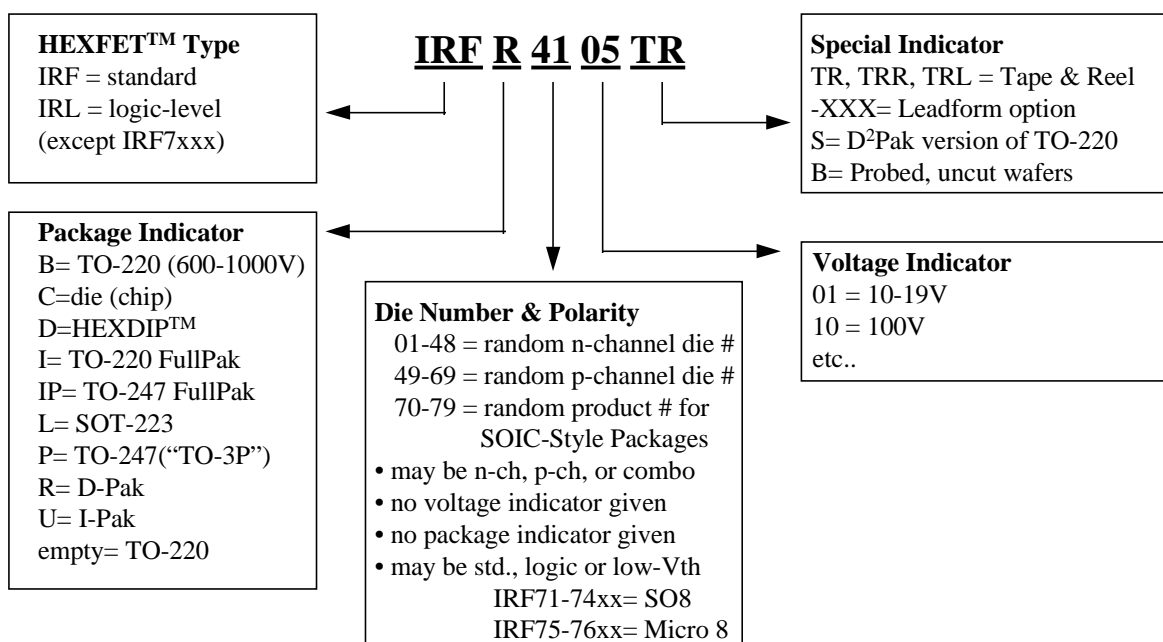 IRF R 41 05 TR
HEXFET™ Type
IRF = standard
IRL = logic-level
(except IRF7xxx)
Special Indicator
TR, TRR, TRL = Tape & Reel
-XXX= Leadform option
S= D²Pak version of TO-220
B= Probed, uncut wafers
Package Indicator
B= TO-220 (600-1000V)
C=die (chip)
D=HEXDIP™
I= TO-220 FullPak
IP= TO-247 FullPak
L= SOT-223
P= TO-247(“TO-3P”)
R= D-Pak
U= I-Pak
empty= TO-220
Die Number & Polarity
01-48 = random n-channel die #
49-69 = random p-channel die #
70-79 = random product # for
SOIC-Style Packages
• may be n-ch, p-ch, or combo
• no voltage indicator given
• no package indicator given
• may be std., logic or low-Vth
IRF71-74xx= SO8
IRF75-76xx= Micro 8
Voltage Indicator
01 = 10-19V
10 = 100V
etc..